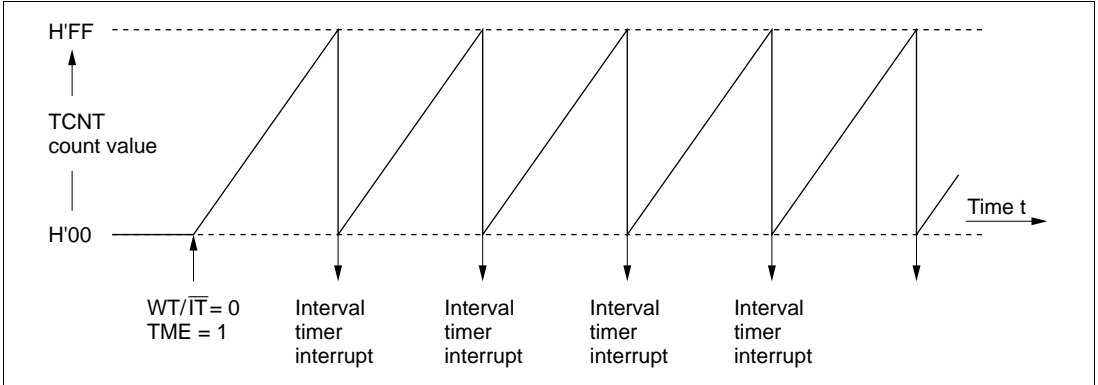 H'FF
TCNT
count value
Time t
H'00
WT/I̅T̅ = 0
TME = 1
Interval
timer
interrupt
Interval
timer
interrupt
Interval
timer
interrupt
Interval
timer
interrupt